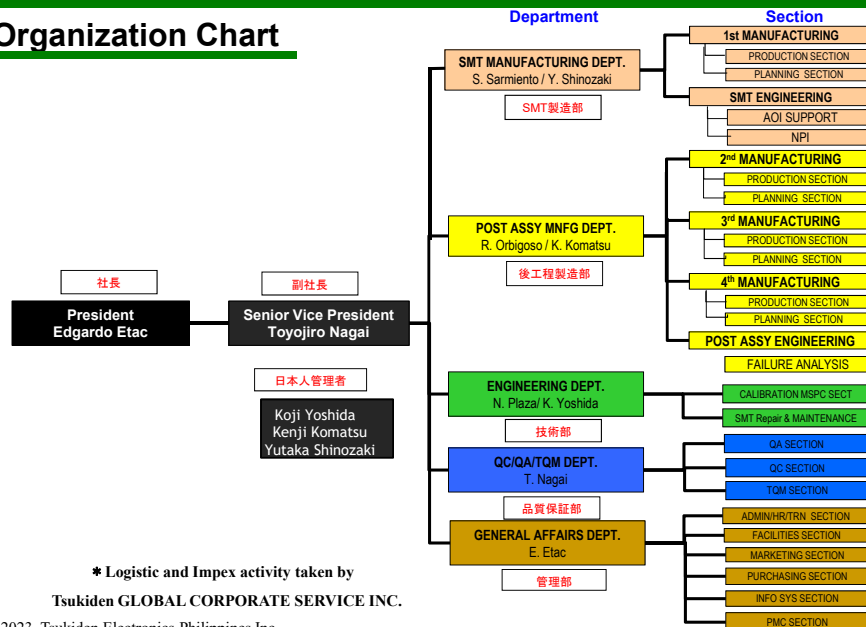 Organization Chart
Department
Section
SMT MANUFACTURING DEPT.
S. Sarmiento / Y. Shinozaki
SMT製造部
1st MANUFACTURING
PRODUCTION SECTION
PLANNING SECTION
SMT ENGINEERING
AOI SUPPORT
NPI
POST ASSY MNFG DEPT.
R. Orbigoso / K. Komatsu
後工程製造部
2nd MANUFACTURING
PRODUCTION SECTION
PLANNING SECTION
3rd MANUFACTURING
PRODUCTION SECTION
PLANNING SECTION
4th MANUFACTURING
PRODUCTION SECTION
PLANNING SECTION
POST ASSY ENGINEERING
FAILURE ANALYSIS
社長
President
Edgardo Etac
副社長
Senior Vice President
Toyojiro Nagai
日本人管理者
Koji Yoshida
Kenji Komatsu
Yutaka Shinozaki
ENGINEERING DEPT.
N. Plaza/ K. Yoshida
技術部
CALIBRATION MSPC SECT
SMT Repair & MAINTENANCE
QC/QA/TQM DEPT.
T. Nagai
品質保証部
QA SECTION
QC SECTION
TQM SECTION
GENERAL AFFAIRS DEPT.
E. Etac
管理部
ADMIN/HR/TRN SECTION
FACILITIES SECTION
MARKETING SECTION
PURCHASING SECTION
INFO SYS SECTION
PMC SECTION
* Logistic and Impex activity taken by
Tsukiden GLOBAL CORPORATE SERVICE INC.
2023 Tsukiden Electronics Philippines Inc